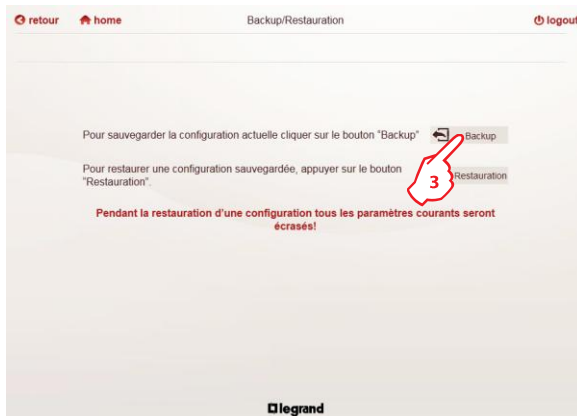 retour home Backup/Restauration logout
Pour sauvegarder la configuration actuelle cliquer sur le bouton "Backup" Backup
Pour restaurer une configuration sauvegardée, appuyer sur le bouton
"Restauration". Restauration
3
Pendant la restauration d'une configuration tous les paramètres courants seront
écrasés!
legrand